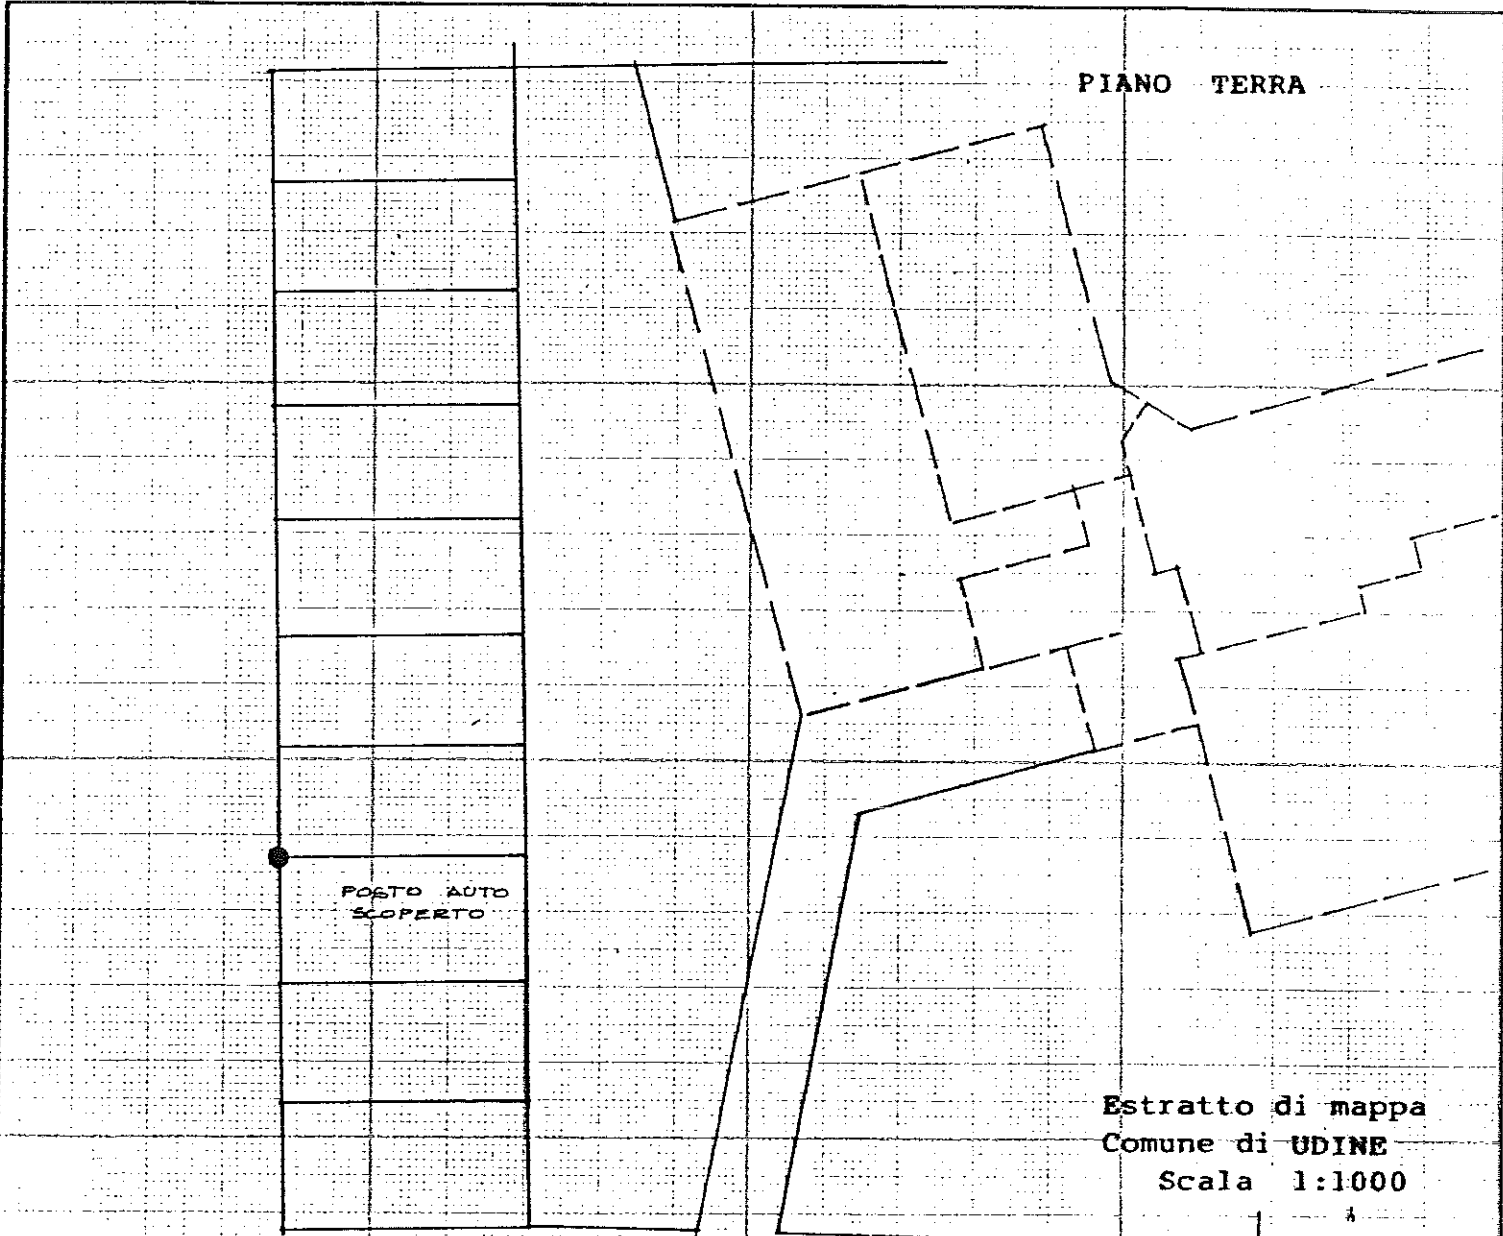 PIANO TERRA
POSTO AUTO
SCOPERTO
Estratto di mappa
Comune di UDINE
Scala 1:1000